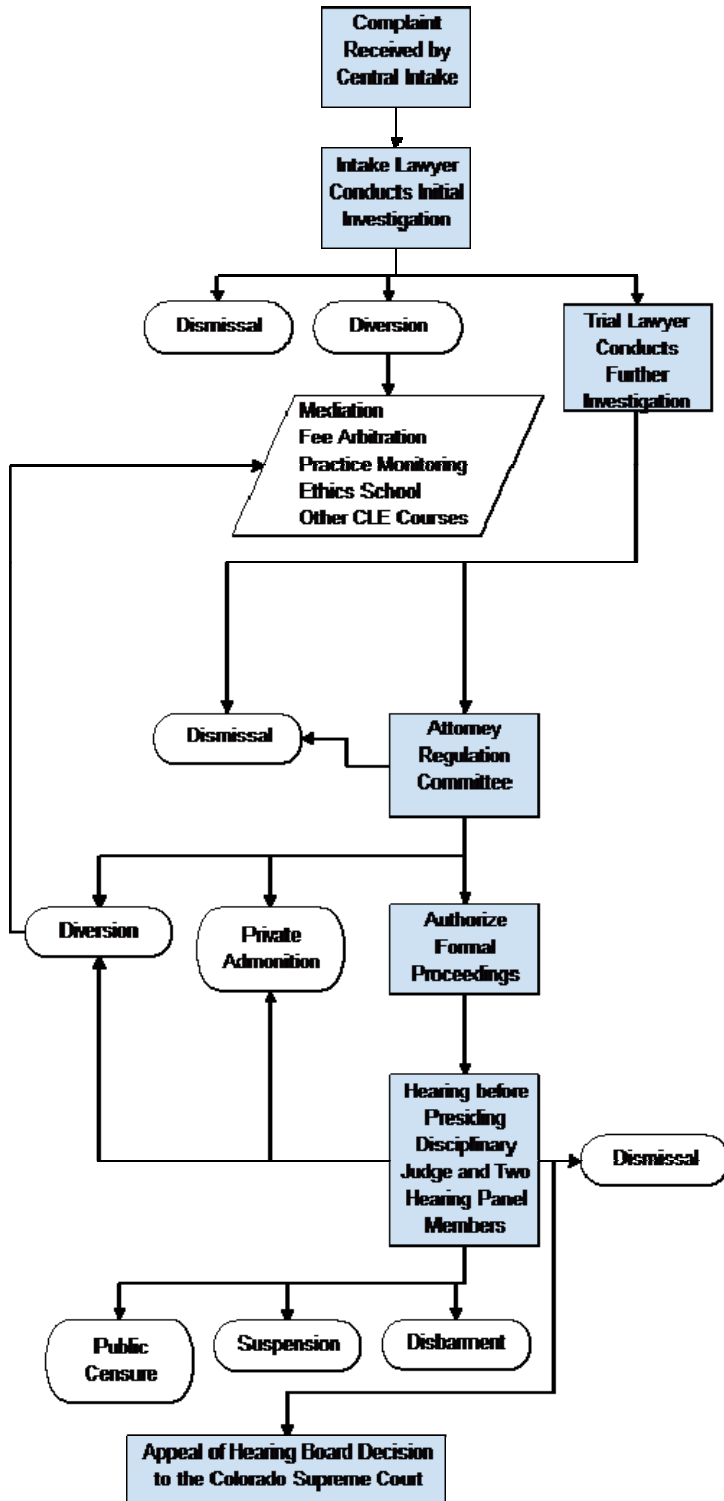 Complaint
Received by
Central Intake
Intake Lawyer
Conducts Initial
Investigation
Dismissal
Diversion
Trial Lawyer
Conducts
Further
Investigation
Mediation
Fee Arbitration
Practice Monitoring
Ethics School
Other CLE Courses
Dismissal
Attorney
Regulation
Committee
Diversion
Private
Admonition
Authorize
Formal
Proceedings
Hearing before
Presiding
Disciplinary
Judge and Two
Hearing Panel
Members
Dismissal
Public
Censure
Suspension
Disbarment
Appeal of Hearing Board Decision
to the Colorado Supreme Court